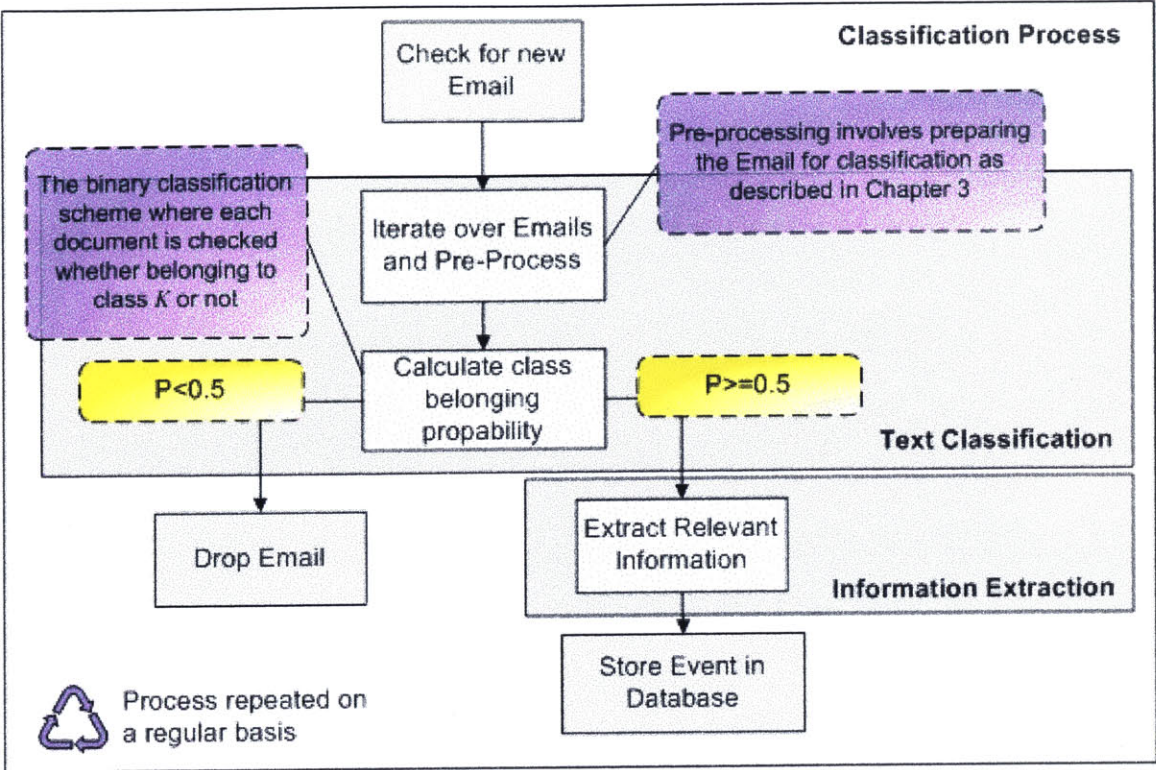 Classification Process
Check for new
Email
Pre-processing involves preparing
the Email for classification as
described in Chapter 3
The binary classification
scheme where each
document is checked
whether belonging to
class K or not
Iterate over Emails
and Pre-Process
Calculate class
belonging
propability
P<0.5
P>=0.5
Text Classification
Drop Email
Extract Relevant
Information
Information Extraction
Store Event in
Database
Process repeated on
a regular basis